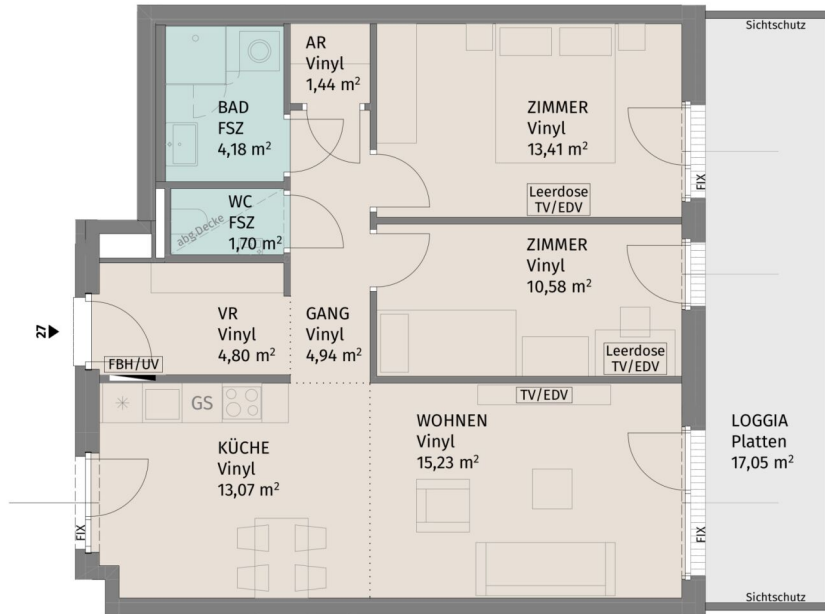 Sichtschutz
AR
Vinyl
1,44 m²
BAD
FSZ
4,18 m²
ZIMMER
Vinyl
13,41 m²
Leerdose
TV/EDV
FIX
WC
FSZ
1,70 m²
abg.Decke
ZIMMER
Vinyl
10,58 m²
Leerdose
TV/EDV
27
VR
Vinyl
4,80 m²
FBH/UV
GANG
Vinyl
4,94 m²
GS
KÜCHE
Vinyl
13,07 m²
FIX
TV/EDV
WOHNEN
Vinyl
15,23 m²
FIX
LOGGIA
Platten
17,05 m²
Sichtschutz